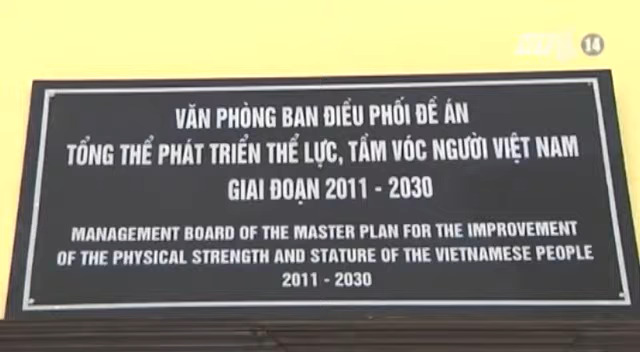 14
VĂN PHÒNG BAN ĐIỀU PHỐI ĐỀ ÁN
TỔNG THỂ PHÁT TRIỂN THỂ LỰC, TẦM VÓC NGƯỜI VIỆT NAM
GIAI ĐOẠN 2011 - 2030
MANAGEMENT BOARD OF THE MASTER PLAN FOR THE IMPROVEMENT
OF THE PHYSICAL STRENGTH AND STATURE OF THE VIETNAMESE PEOPLE
2011 - 2030